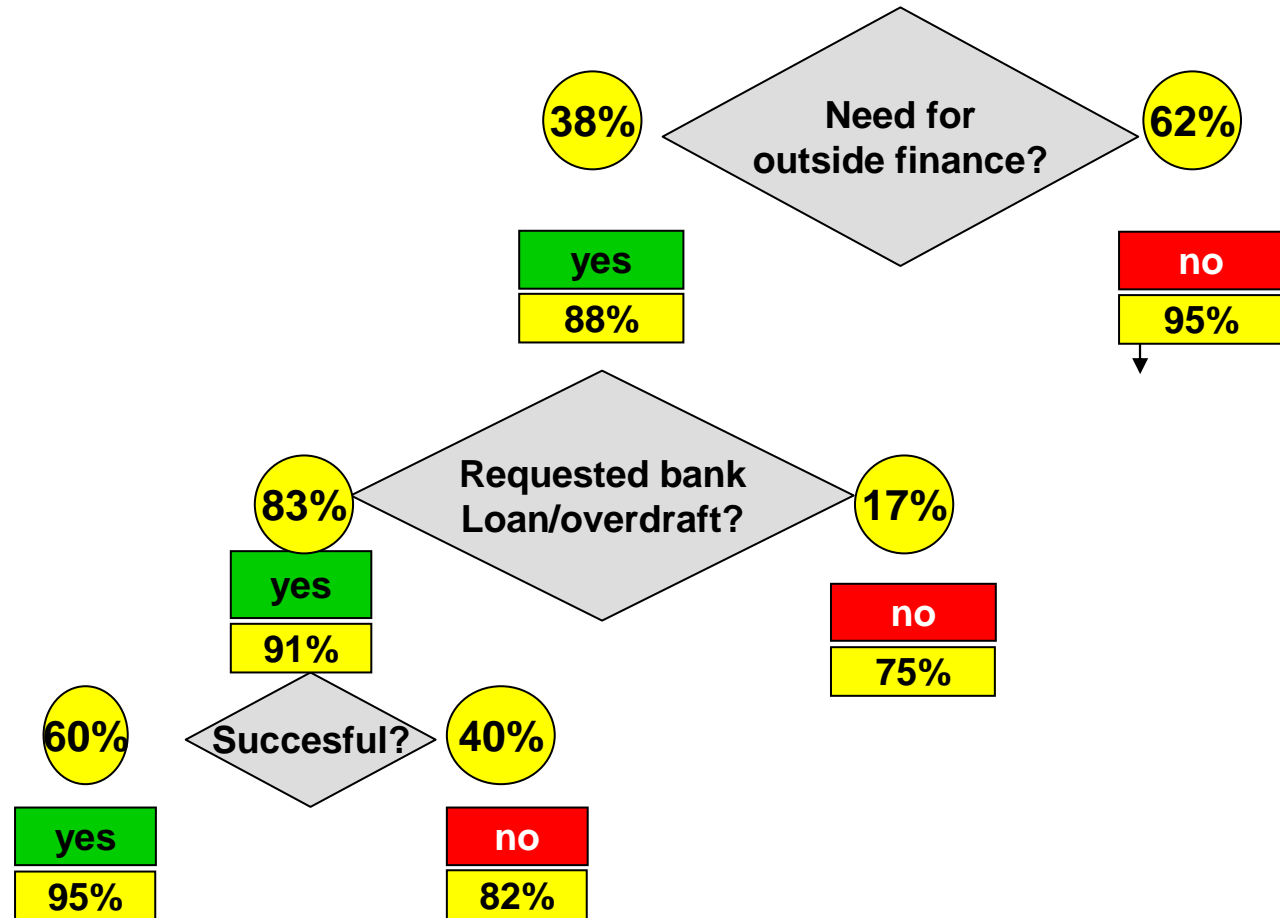 38%
Need for
outside finance?
62%
yes
88%
no
95%
83%
Requested bank
Loan/overdraft?
17%
yes
91%
no
75%
60%
Succesful?
40%
yes
95%
no
82%